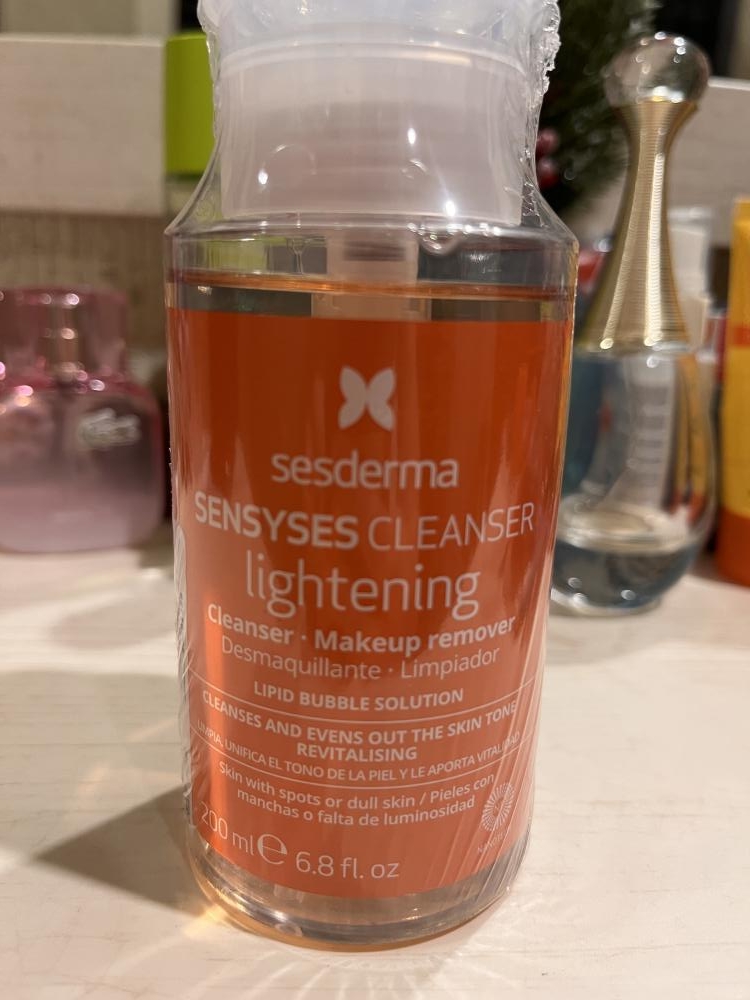 sesderma
SENSYSES CLEANSER
lightening
Cleanser · Makeup remover
Desmaquillante · Limpiador
LIPID BUBBLE SOLUTION
CLEANSES AND EVENS OUT THE SKIN TONE
REVITALISING
LIMPIA, UNIFICA EL TONO DE LA PIEL Y LE APORTA VITALIDAD
Skin with spots or dull skin / Pieles con
manchas o falta de luminosidad
200 ml e 6.8 fl. oz